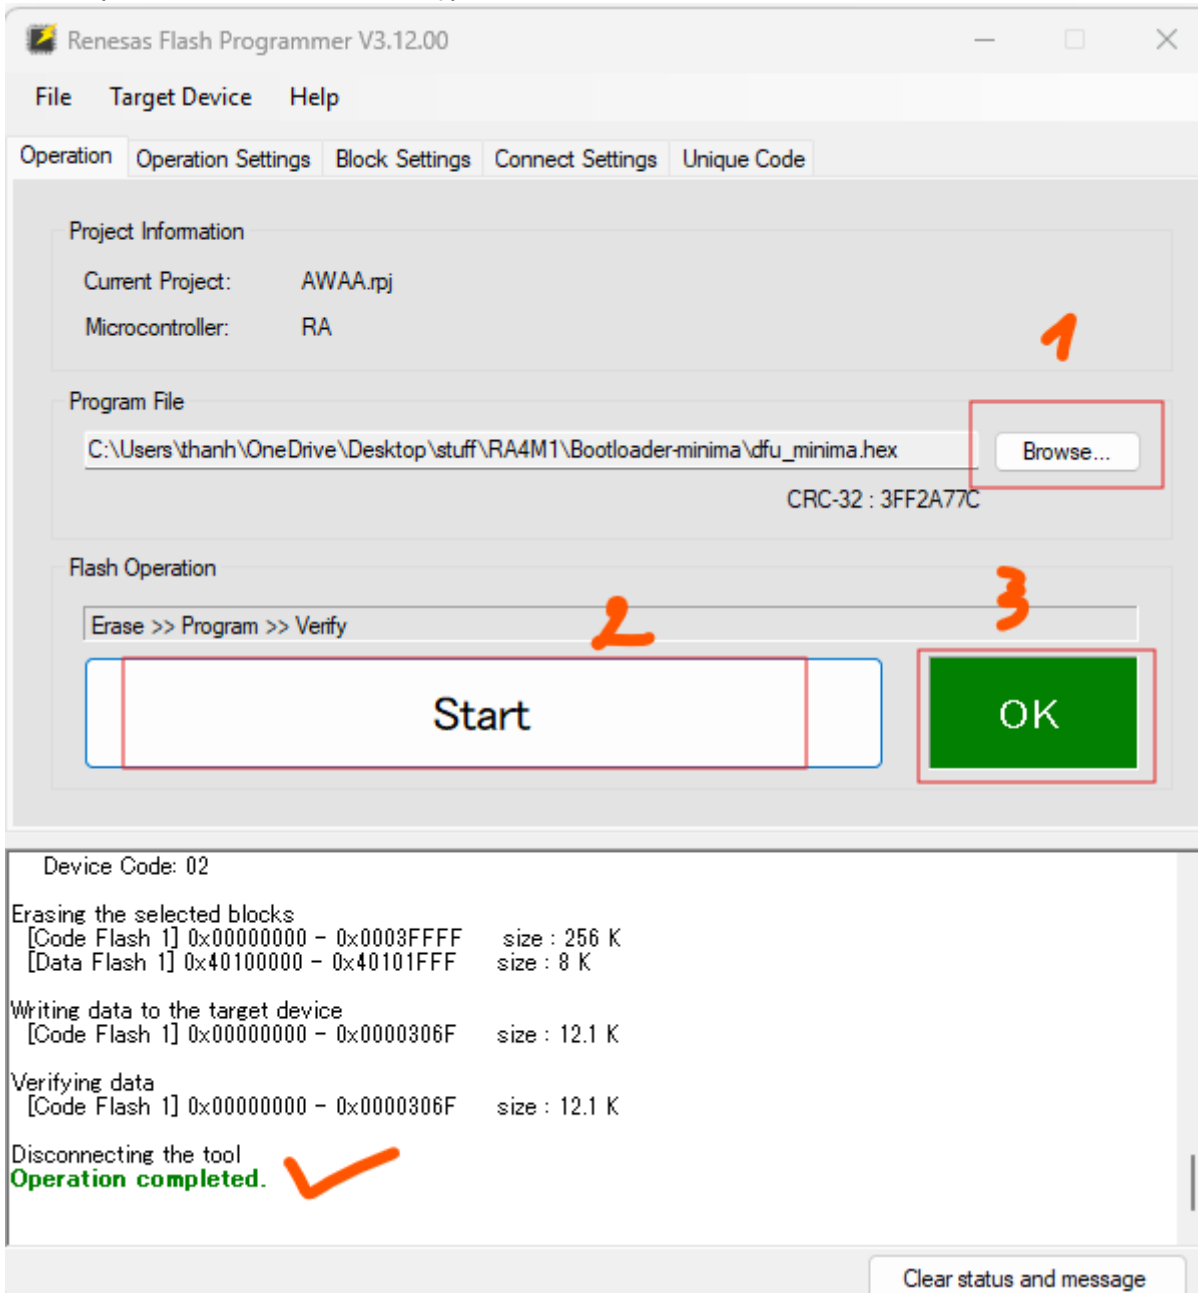 Renesas Flash Programmer V3.12.00
File Target Device Help
Operation Operation Settings Block Settings Connect Settings Unique Code
Project Information
Current Project: AWAA.rpj
Microcontroller: RA
1
Program File
C:\Users\thanh\OneDrive\Desktop\stuff\RA4M1\Bootloader-minima\dfu_minima.hex Browse...
CRC-32 : 3FF2A77C
Flash Operation
3
Erase >> Program >> Verify 2
Start OK
Device Code: 02
Erasing the selected blocks
[Code Flash 1] 0x00000000 - 0x0003FFFF size : 256 K
[Data Flash 1] 0x40100000 - 0x40101FFF size : 8 K
Writing data to the target device
[Code Flash 1] 0x00000000 - 0x0000306F size : 12.1 K
Verifying data
[Code Flash 1] 0x00000000 - 0x0000306F size : 12.1 K
Disconnecting the tool
Operation completed.
Clear status and message